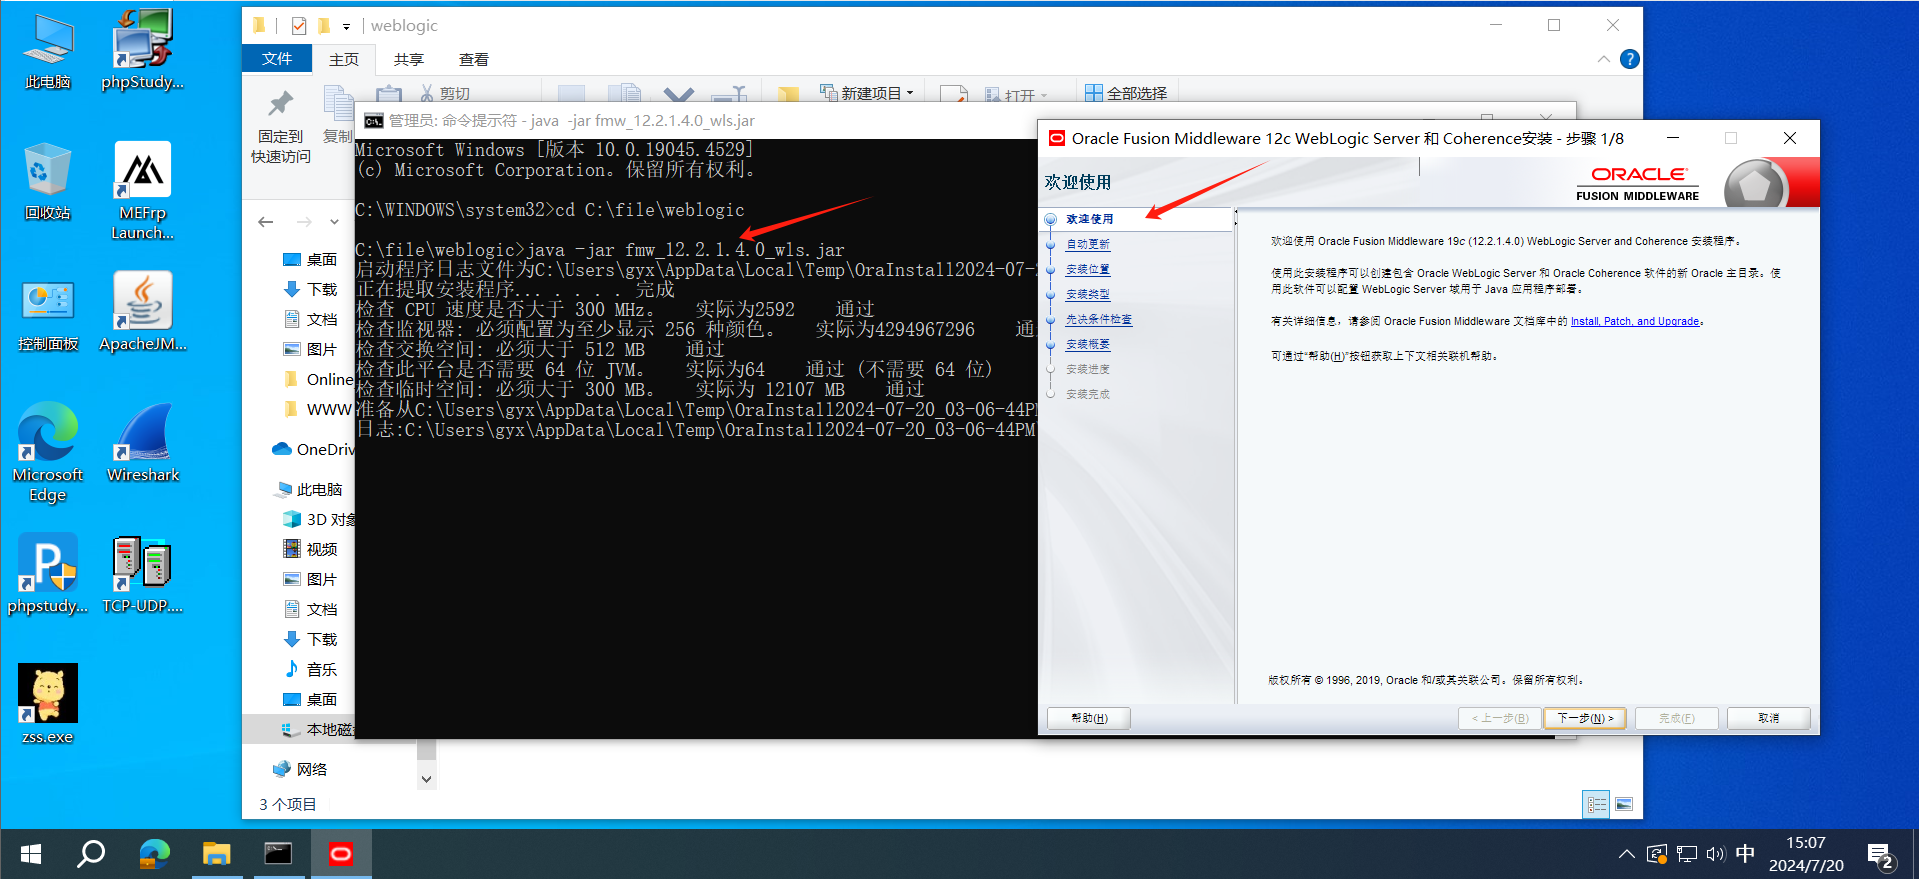 此电脑
phpStudy...
回收站
MEFrp
Launch...
控制面板
ApacheJM...
Microsoft
Edge
Wireshark
phpstudy...
TCP-UDP....
zss.exe
weblogic
文件
主页
共享
查看
固定到
快速访问
复制
剪切
新建项目
打开
全部选择
桌面
下载
文档
图片
Online
WWW
OneDriv
此电脑
3D 对象
视频
图片
文档
下载
音乐
桌面
本地磁
网络
3 个项目
管理员: 命令提示符 - java -jar fmw_12.2.1.4.0_wls.jar
Microsoft Windows [版本 10.0.19045.4529]
(c) Microsoft Corporation。保留所有权利。
C:\WINDOWS\system32>cd C:\file\weblogic
C:\file\weblogic>java -jar fmw_12.2.1.4.0_wls.jar
启动程序日志文件为C:\Users\gyx\AppData\Local\Temp\OraInstall2024-07-
正在提取安装程序... . . . . 完成
检查 CPU 速度是否大于 300 MHz。 实际为2592 通过
检查监视器: 必须配置为至少显示 256 种颜色。 实际为4294967296 通
检查交换空间: 必须大于 512 MB 通过
检查此平台是否需要 64 位 JVM。 实际为64 通过 (不需要 64 位)
检查临时空间: 必须大于 300 MB。 实际为 12107 MB 通过
准备从C:\Users\gyx\AppData\Local\Temp\OraInstall2024-07-20_03-06-44PM
日志:C:\Users\gyx\AppData\Local\Temp\OraInstall2024-07-20_03-06-44PM
Oracle Fusion Middleware 12c WebLogic Server 和 Coherence安装 - 步骤 1/8
欢迎使用
ORACLE
FUSION MIDDLEWARE
欢迎使用
自动更新
安装位置
安装类型
先决条件检查
安装概要
安装进度
安装完成
欢迎使用 Oracle Fusion Middleware 19c (12.2.1.4.0) WebLogic Server and Coherence 安装程序。
使用此安装程序可以创建包含 Oracle WebLogic Server 和 Oracle Coherence 软件的新 Oracle 主目录。使
用此软件可以配置 WebLogic Server 域用于 Java 应用程序部署。
有关详细信息，请参阅 Oracle Fusion Middleware 文档库中的 Install, Patch, and Upgrade。
可通过“帮助(H)”按钮获取上下文相关联机帮助。
版权所有 © 1996, 2019, Oracle 和/或其关联公司。保留所有权利。
帮助(H)
< 上一步(B)
下一步(N) >
完成(F)
取消
中
15:07
2024/7/20
2